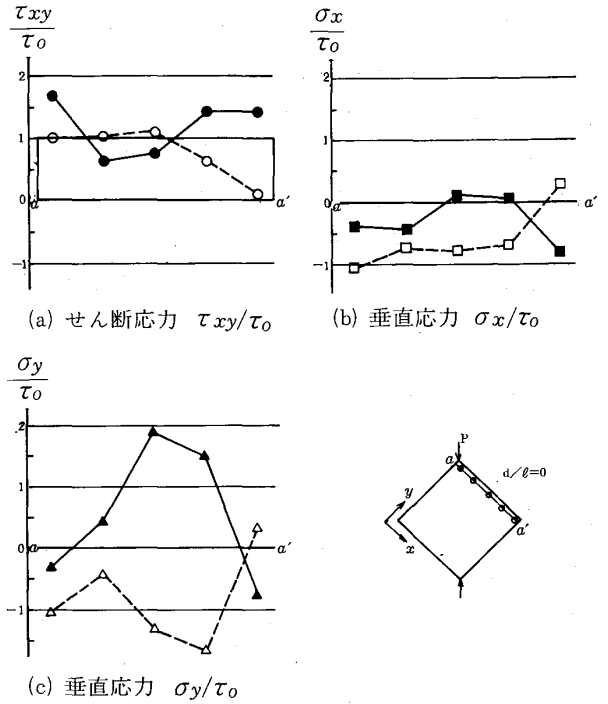 τxy/τo
2
1
0
a
a′
−1
(a) せん断応力 τxy/τo
σx/τo
2
1
0
a
a′
−1
(b) 垂直応力 σx/τo
σy/τo
2
1
0
a
a′
−1
(c) 垂直応力 σy/τo
P
a
d/ℓ=0
y
x
a′